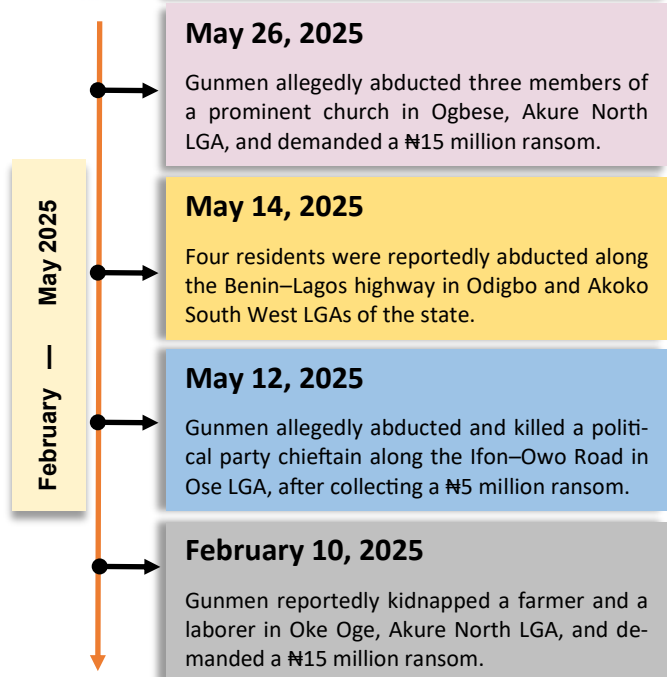 May 26, 2025
Gunmen allegedly abducted three members of
a prominent church in Ogbese, Akure North
LGA, and demanded a ₦15 million ransom.
May 14, 2025
Four residents were reportedly abducted along
the Benin–Lagos highway in Odigbo and Akoko
South West LGAs of the state.
May 12, 2025
Gunmen allegedly abducted and killed a politi-
cal party chieftain along the Ifon–Owo Road in
Ose LGA, after collecting a ₦5 million ransom.
February 10, 2025
Gunmen reportedly kidnapped a farmer and a
laborer in Oke Oge, Akure North LGA, and de-
manded a ₦15 million ransom.
February — May 2025